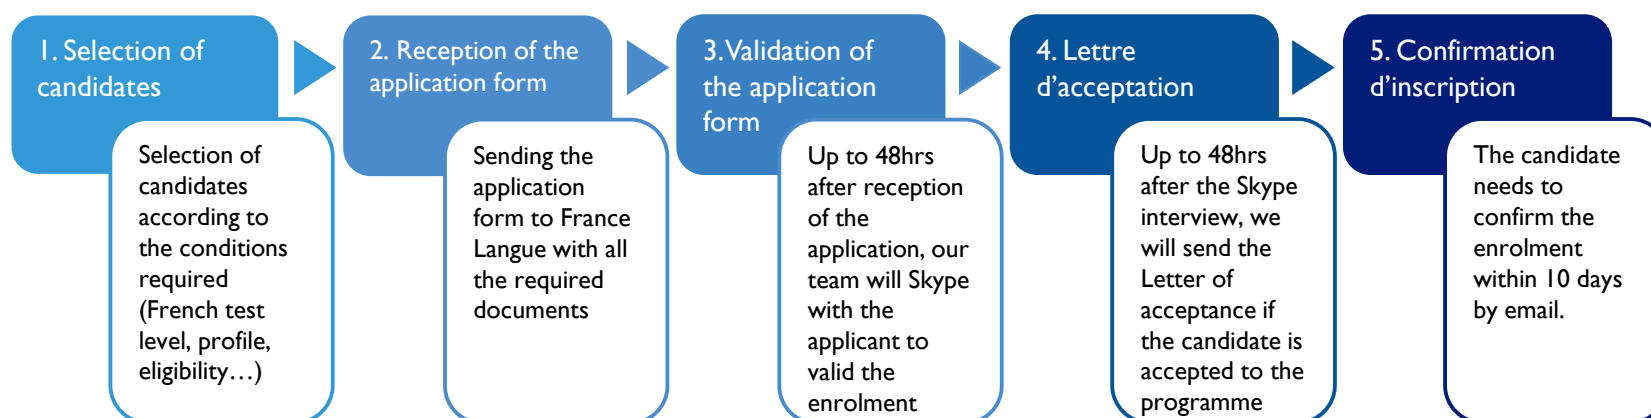 1. Selection of
candidates
Selection of
candidates
according to
the conditions
required
(French test
level, profile,
eligibility…)
2. Reception of the
application form
Sending the
application
form to France
Langue with all
the required
documents
3. Validation of
the application
form
Up to 48hrs
after reception
of the
application, our
team will Skype
with the
applicant to
valid the
enrolment
4. Lettre
d’acceptation
Up to 48hrs
after the Skype
interview, we
will send the
Letter of
acceptance if
the candidate is
accepted to the
programme
5. Confirmation
d’inscription
The candidate
needs to
confirm the
enrolment
within 10 days
by email.